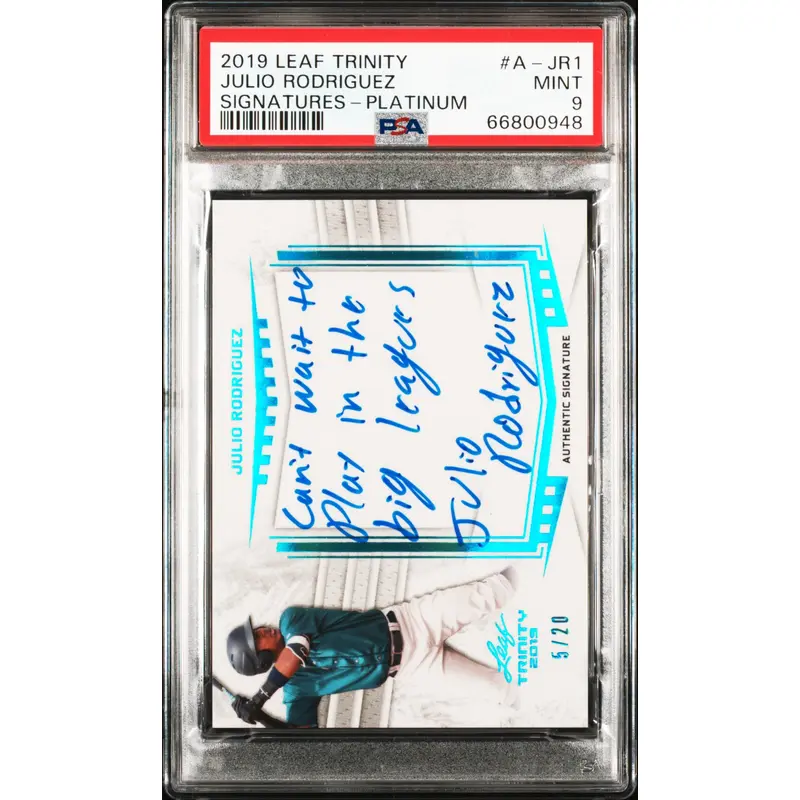 2019 LEAF TRINITY #A-JR1
JULIO RODRIGUEZ MINT
SIGNATURES-PLATINUM 9
PSA 66800948
JULIO RODRIGUEZ
Can't wait to
Play in the
big leagues
Julio
Rodriguez
AUTHENTIC SIGNATURE
Leaf
TRINITY
2019
5/20